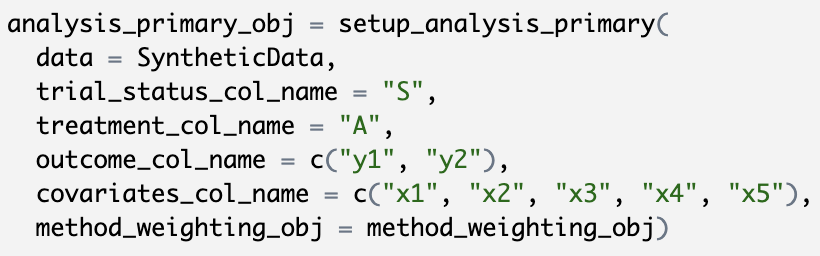 analysis_primary_obj = setup_analysis_primary(
  data = SyntheticData,
  trial_status_col_name = "S",
  treatment_col_name = "A",
  outcome_col_name = c("y1", "y2"),
  covariates_col_name = c("x1", "x2", "x3", "x4", "x5"),
  method_weighting_obj = method_weighting_obj)